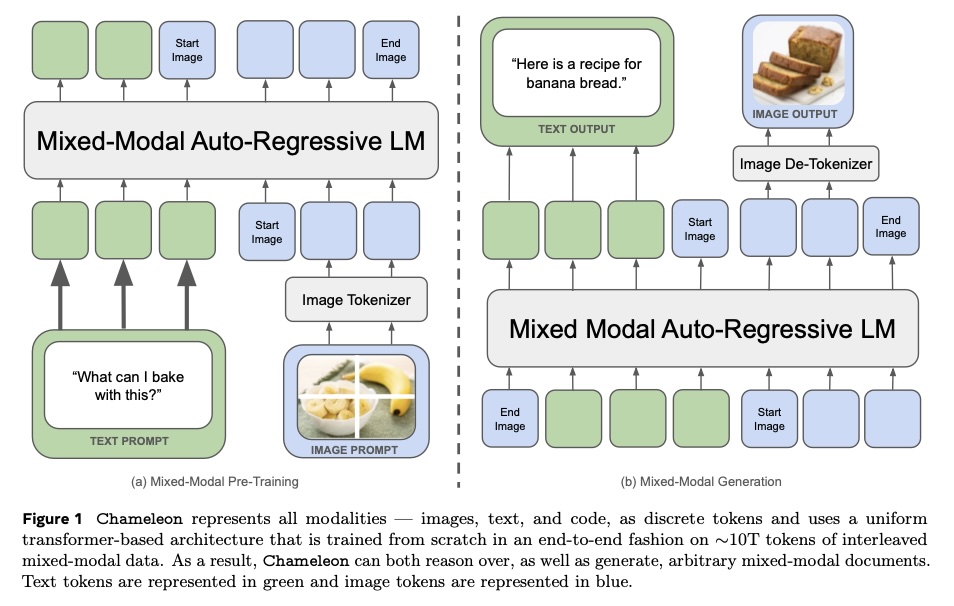 Start
Image
End
Image
Mixed-Modal Auto-Regressive LM
Start
Image
Image Tokenizer
“What can I bake
with this?”
TEXT PROMPT
IMAGE PROMPT
(a) Mixed-Modal Pre-Training
“Here is a recipe for
banana bread.”
TEXT OUTPUT
IMAGE OUTPUT
Image De-Tokenizer
Start
Image
End
Image
Mixed Modal Auto-Regressive LM
End
Image
Start
Image
(b) Mixed-Modal Generation
Figure 1 Chameleon represents all modalities — images, text, and code, as discrete tokens and uses a uniform
transformer-based architecture that is trained from scratch in an end-to-end fashion on ∼10T tokens of interleaved
mixed-modal data. As a result, Chameleon can both reason over, as well as generate, arbitrary mixed-modal documents.
Text tokens are represented in green and image tokens are represented in blue.